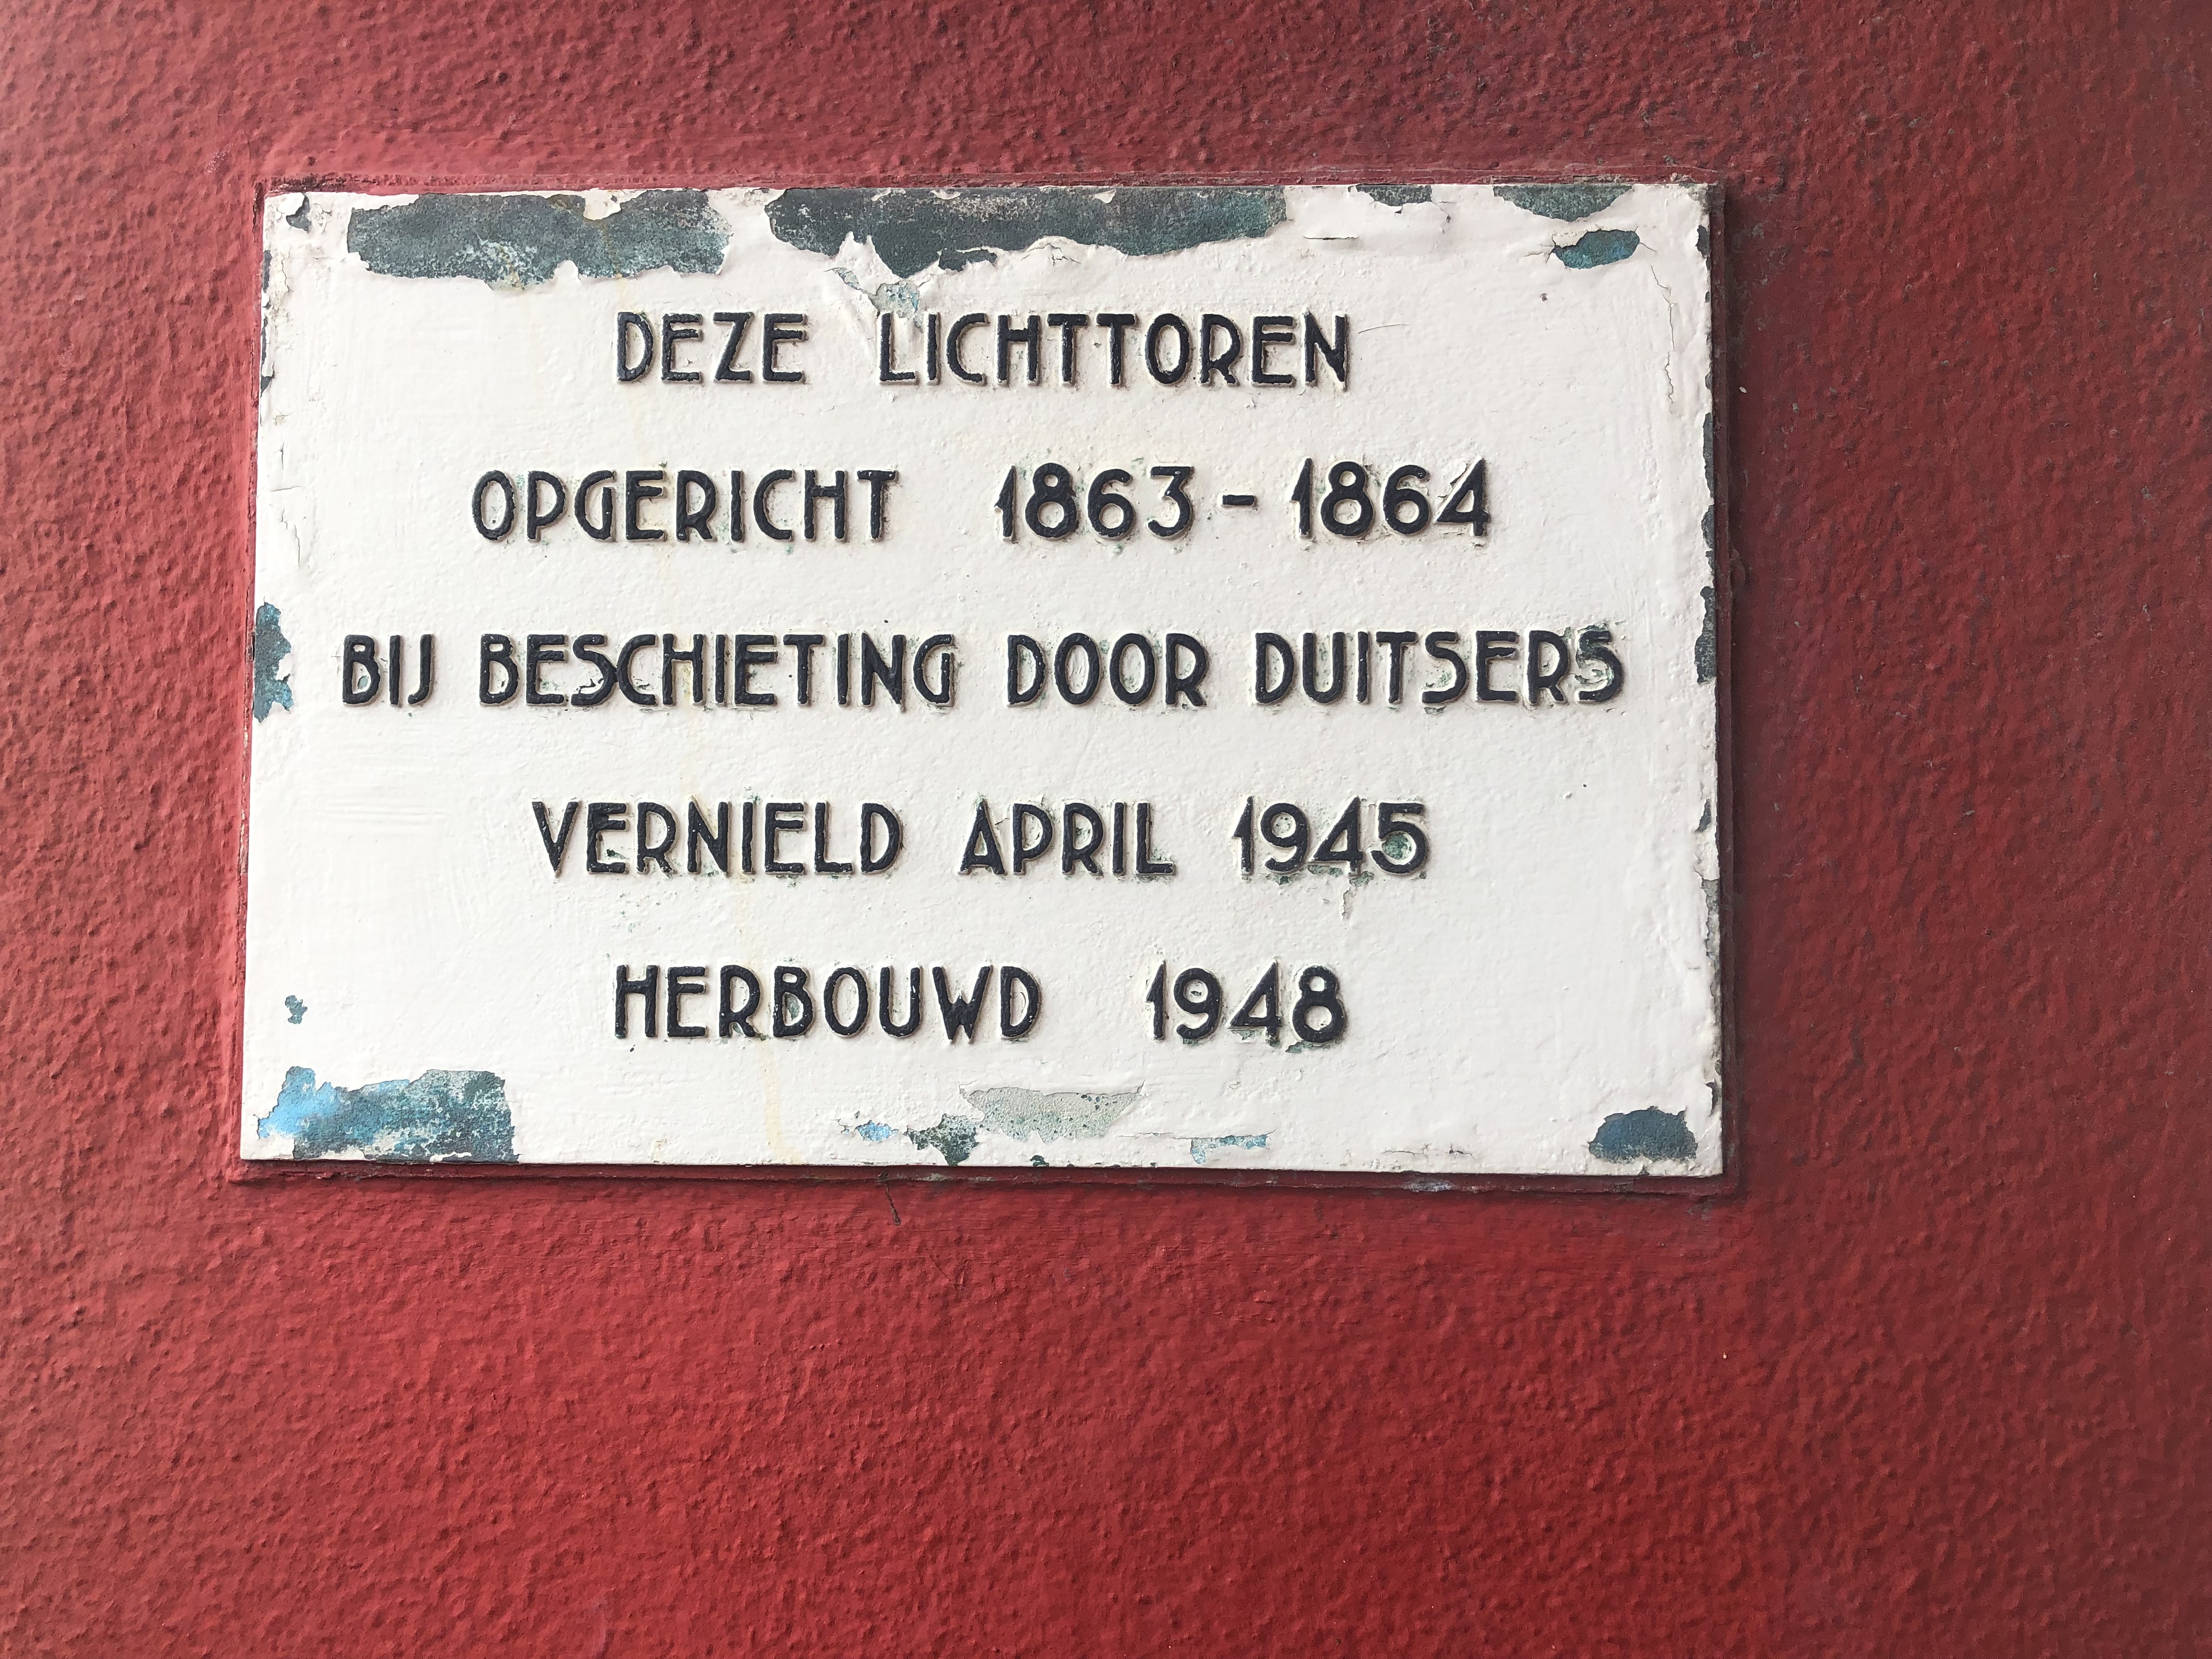 DEZE LICHTTOREN
OPGERICHT 1863-1864
BIJ BESCHIETING DOOR DUITSERS
VERNIELD APRIL 1945
HERBOUWD 1948